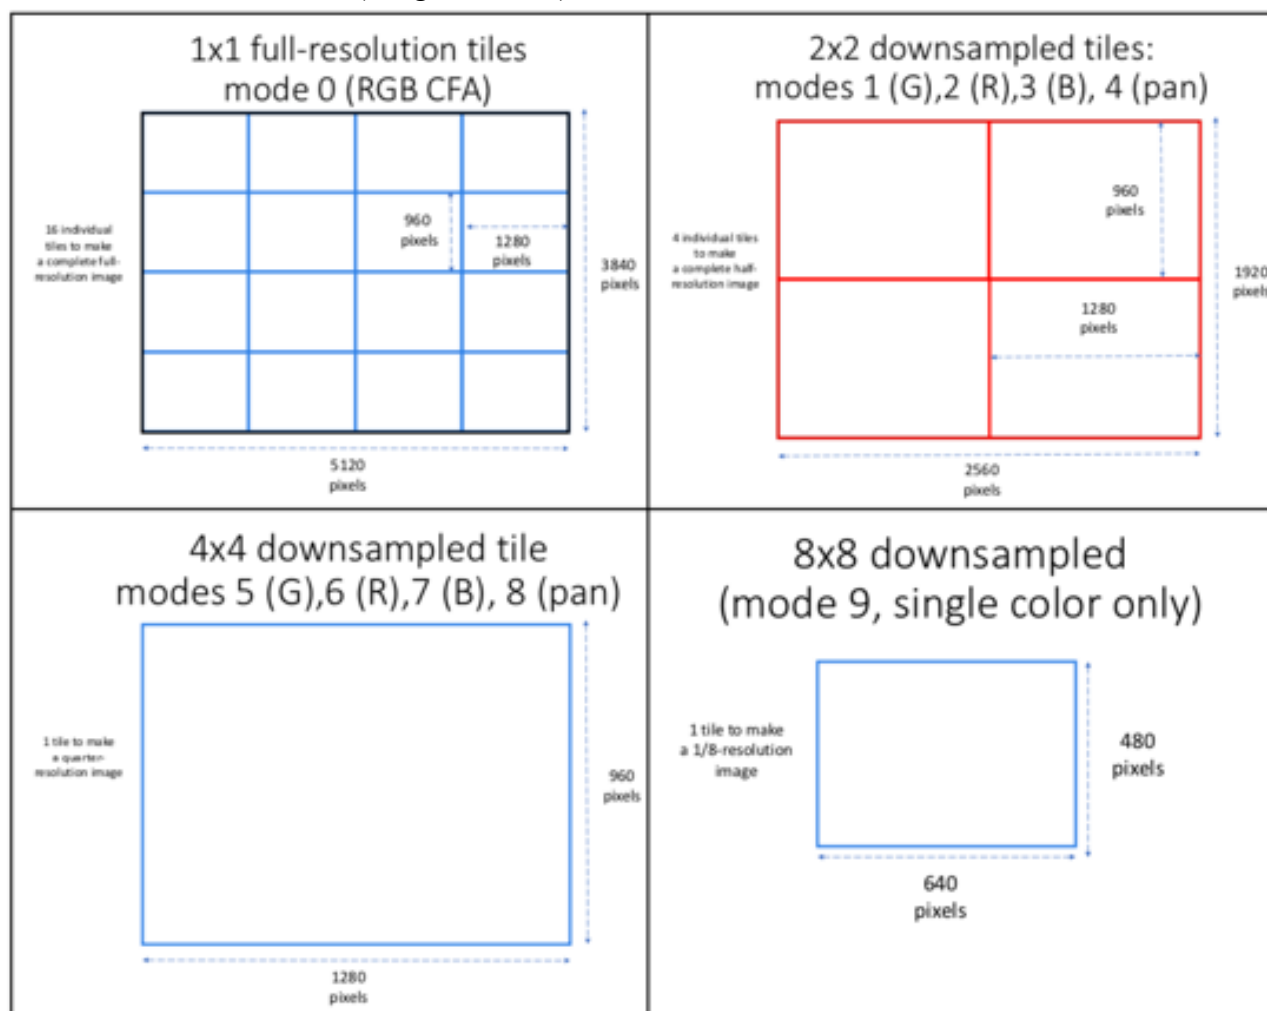 1x1 full-resolution tiles
mode 0 (RGB CFA)
16 individual
tiles to make
a complete full-
resolution image
960
pixels
1280
pixels
3840
pixels
5120
pixels
2x2 downsampled tiles:
modes 1 (G),2 (R),3 (B), 4 (pan)
4 individual tiles
to make
a complete half-
resolution image
960
pixels
1280
pixels
1920
pixels
2560
pixels
4x4 downsampled tile
modes 5 (G),6 (R),7 (B), 8 (pan)
1 tile to make
a quarter-
resolution image
960
pixels
1280
pixels
8x8 downsampled
(mode 9, single color only)
1 tile to make
a 1/8-resolution
image
480
pixels
640
pixels